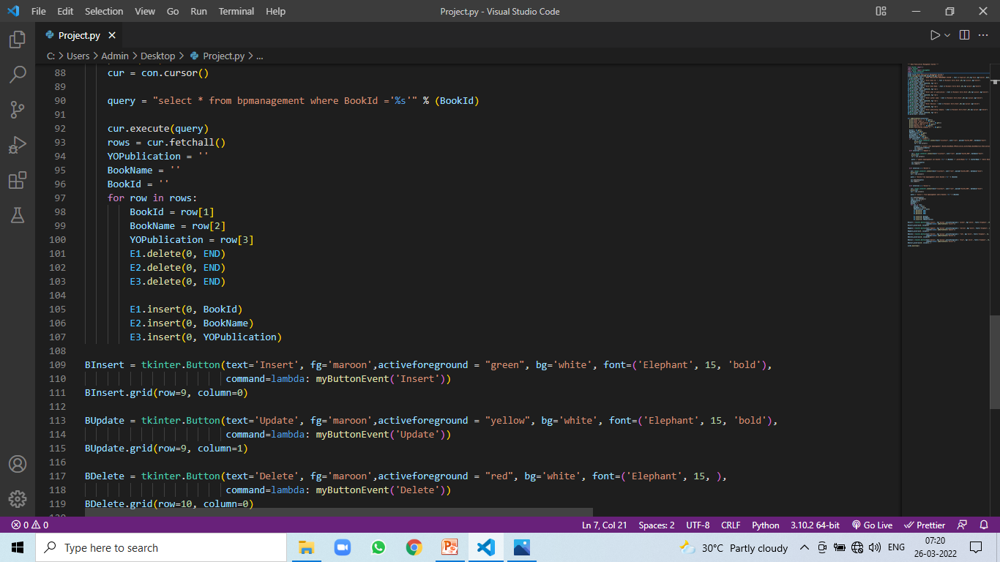 File Edit Selection View Go Run Terminal Help Project.py - Visual Studio Code
Project.py
C: > Users > Admin > Desktop > Project.py > ...
88 cur = con.cursor()
89
90 query = "select * from bpmanagement where BookId ='%s'" % (BookId)
91
92 cur.execute(query)
93 rows = cur.fetchall()
94 YOPublication = ''
95 BookName = ''
96 BookId = ''
97 for row in rows:
98 BookId = row[1]
99 BookName = row[2]
100 YOPublication = row[3]
101 E1.delete(0, END)
102 E2.delete(0, END)
103 E3.delete(0, END)
104
105 E1.insert(0, BookId)
106 E2.insert(0, BookName)
107 E3.insert(0, YOPublication)
108
109 BInsert = tkinter.Button(text='Insert', fg='maroon',activeforeground = "green", bg='white', font=('Elephant', 15, 'bold'),
110 command=lambda: myButtonEvent('Insert'))
111 BInsert.grid(row=9, column=0)
112
113 BUpdate = tkinter.Button(text='Update', fg='maroon',activeforeground = "yellow", bg='white', font=('Elephant', 15, 'bold'),
114 command=lambda: myButtonEvent('Update'))
115 BUpdate.grid(row=9, column=1)
116
117 BDelete = tkinter.Button(text='Delete', fg='maroon',activeforeground = "red", bg='white', font=('Elephant', 15, ),
118 command=lambda: myButtonEvent('Delete'))
119 BDelete.grid(row=10, column=0)
0 0 Ln 7, Col 21 Spaces: 2 UTF-8 CRLF Python 3.10.2 64-bit Go Live Prettier
Type here to search 30°C Partly cloudy ENG 07:20
26-03-2022